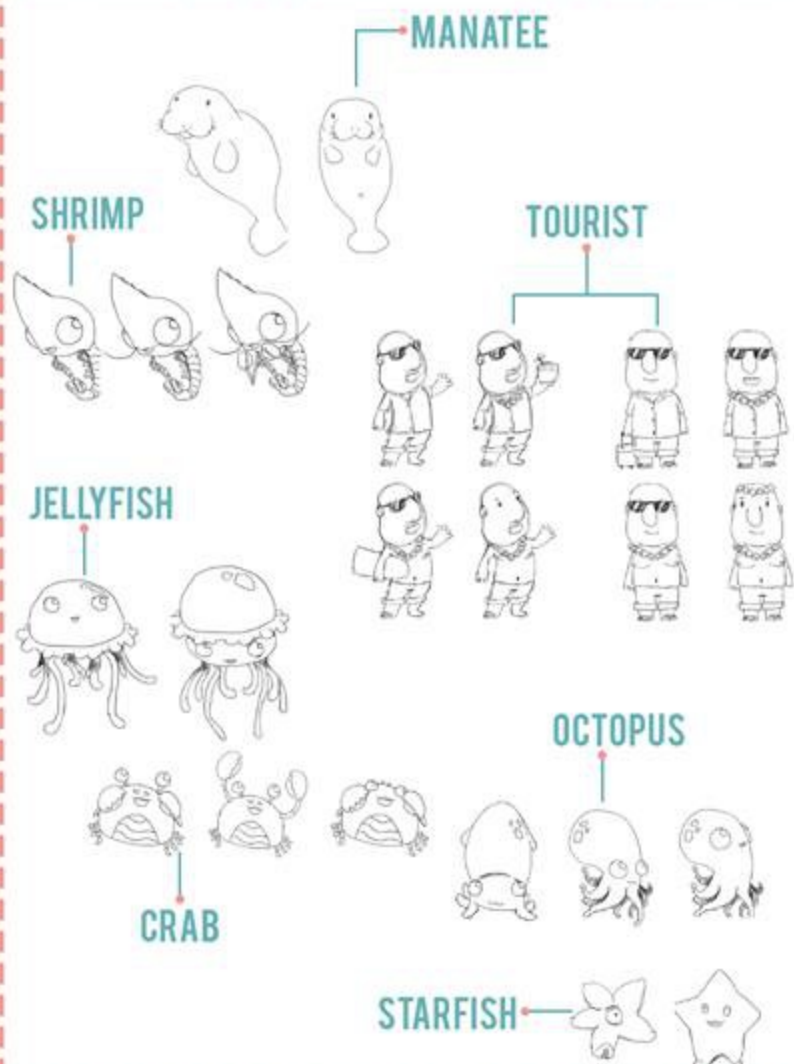 MANATEE
SHRIMP
TOURIST
JELLYFISH
OCTOPUS
CRAB
STARFISH